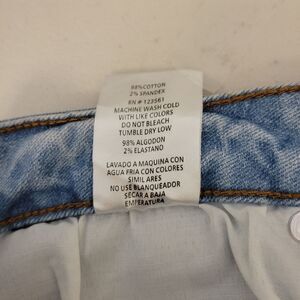 98% COTTON
2% SPANDEX
RN # 123561
MACHINE WASH COLD
WITH LIKE COLORS
DO NOT BLEACH
TUMBLE DRY LOW
98% ALGODON
2% ELASTANO
LAVADO A MAQUINA CON
AGUA FRIA CON COLORES
SIMILARES
NO USE BLANQUEADOR
SECAR A BAJA
EMPERATURA